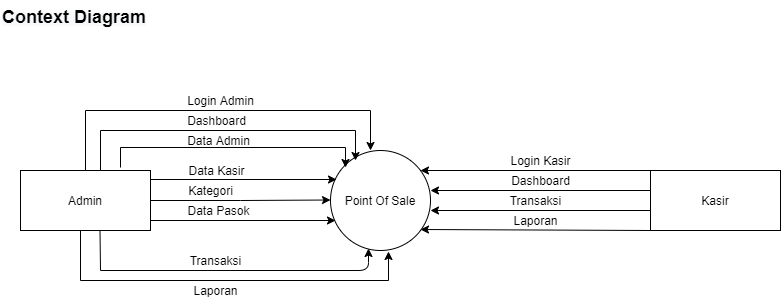 Context Diagram
Login Admin
Dashboard
Data Admin
Data Kasir
Kategori
Data Pasok
Transaksi
Laporan
Admin
Point Of Sale
Login Kasir
Dashboard
Transaksi
Laporan
Kasir